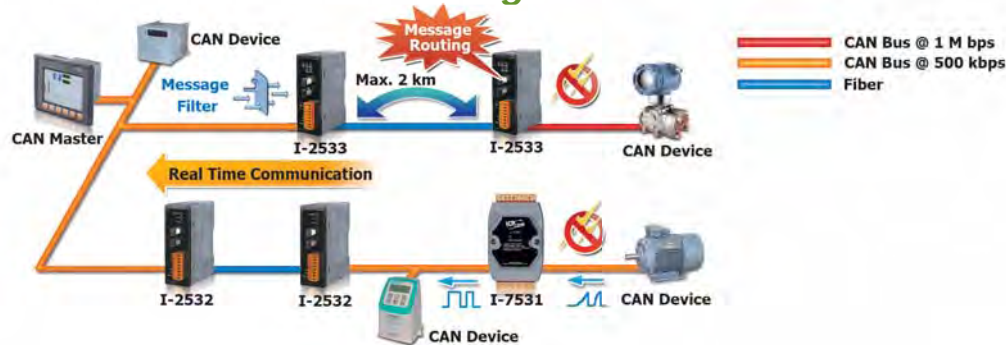 Message
Routing
CAN Device
CAN Bus @ 1 M bps
CAN Bus @ 500 kbps
Fiber
Message
Filter
Max. 2 km
CAN Master
I-2533
I-2533
CAN Device
Real Time Communication
I-2532
I-2532
I-7531
CAN Device
CAN Device